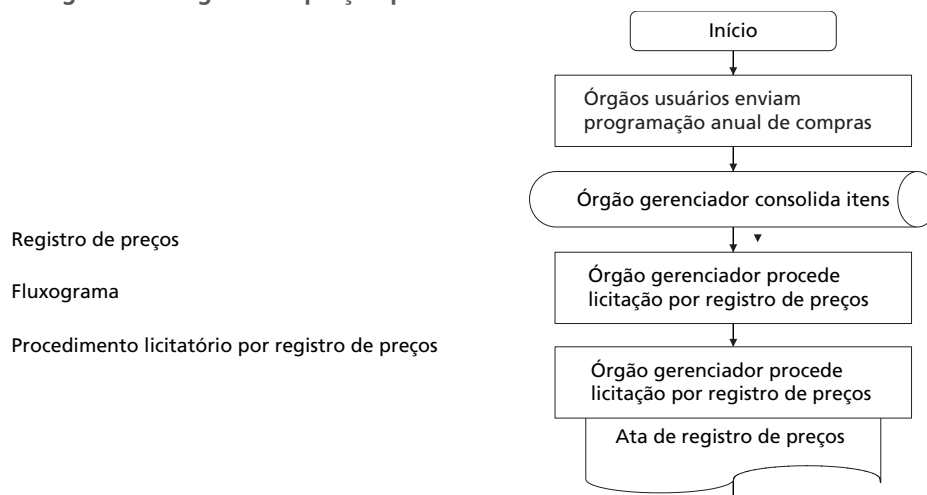 Início
Órgãos usuários enviam
programação anual de compras
Órgão gerenciador consolida itens
Registro de preços
Fluxograma
Procedimento licitatório por registro de preços
Órgão gerenciador procede
licitação por registro de preços
Órgão gerenciador procede
licitação por registro de preços
Ata de registro de preços